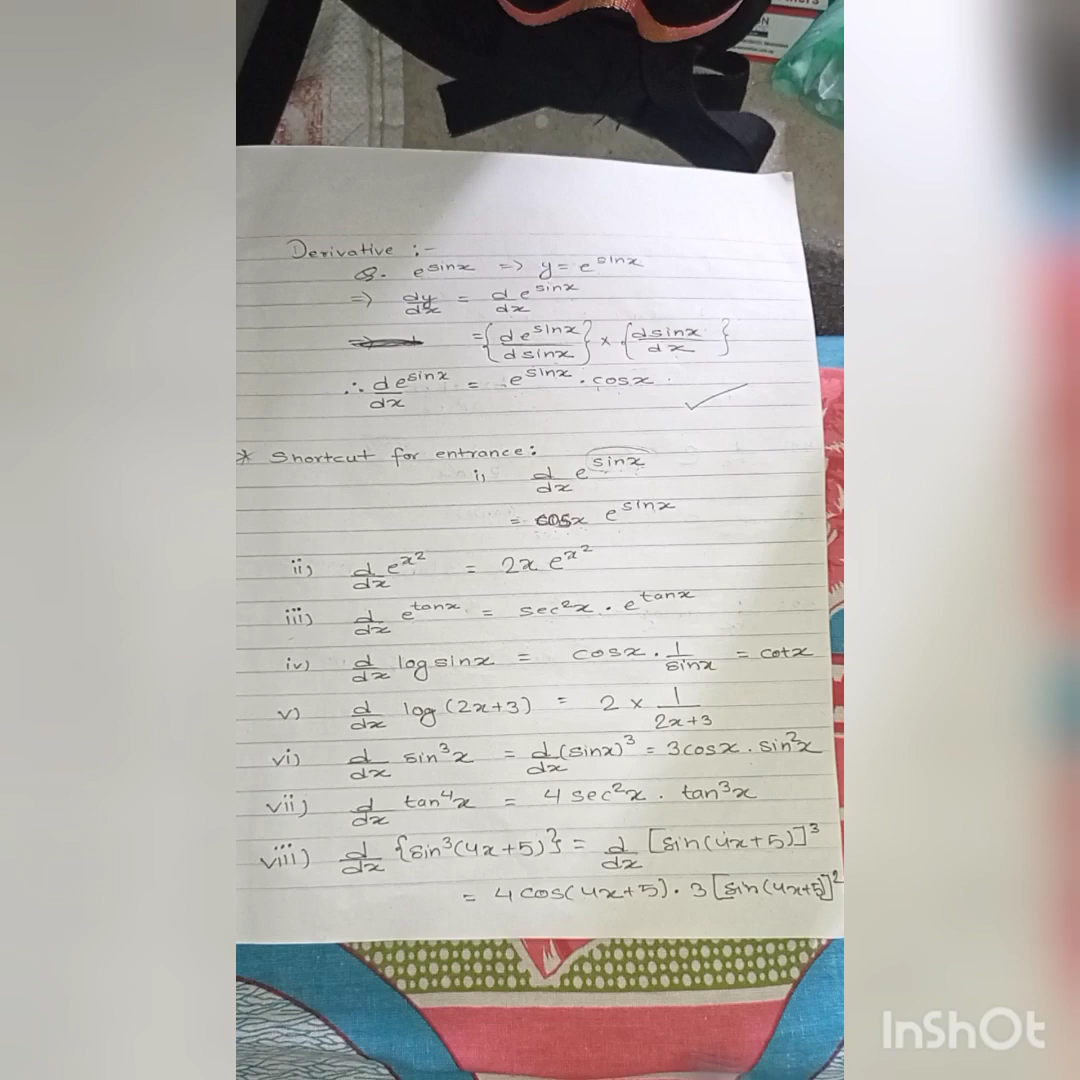 Derivative :-
Q. e^sinx => y = e^sinx
=> dy/dx = d/dx e^sinx
= {d e^sinx / d sinx} × {d sinx / dx}
∴ d e^sinx / dx = e^sinx . cosx .
* Shortcut for entrance:
i) d/dx e^sinx
= cosx e^sinx
ii) d/dx e^x² = 2x e^x²
iii) d/dx e^tanx = sec²x . e^tanx
iv) d/dx log sinx = cosx . 1/sinx = cotx
v) d/dx log (2x+3) = 2 × 1/2x+3
vi) d/dx sin³x = d/dx (sinx)³ = 3cosx . sin²x
vii) d/dx tan⁴x = 4 sec²x . tan³x
viii) d/dx {sin³(4x+5)} = d/dx [sin(4x+5)]³
= 4 cos(4x+5) . 3 [sin(4x+5)]²
InShOt